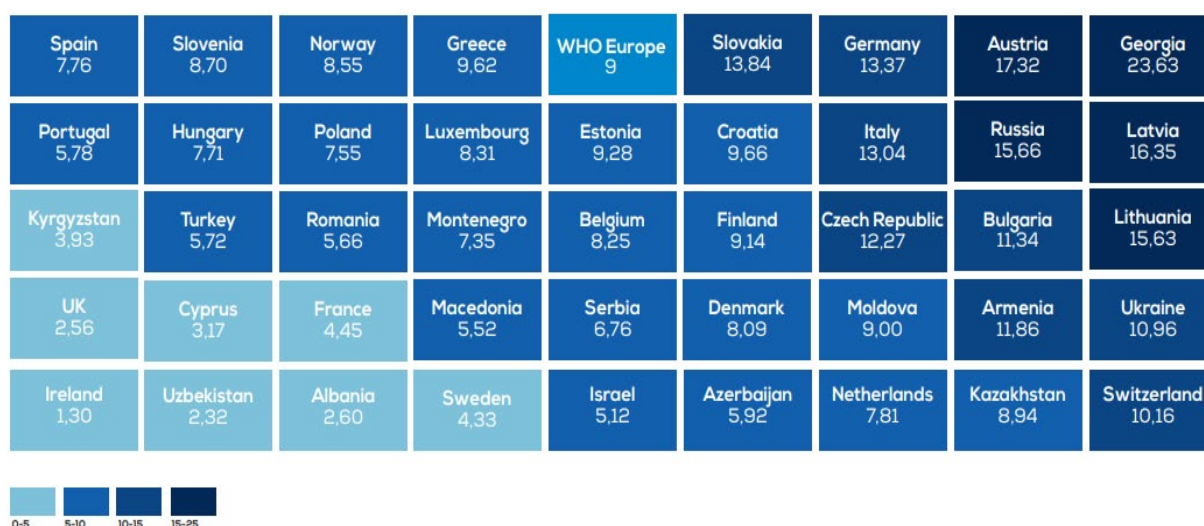 Spain
7,76
Slovenia
8,70
Norway
8,55
Greece
9,62
WHO Europe
9
Slovakia
13,84
Germany
13,37
Austria
17,32
Georgia
23,63
Portugal
5,78
Hungary
7,71
Poland
7,55
Luxembourg
8,31
Estonia
9,28
Croatia
9,66
Italy
13,04
Russia
15,66
Latvia
16,35
Kyrgyzstan
3,93
Turkey
5,72
Romania
5,66
Montenegro
7,35
Belgium
8,25
Finland
9,14
Czech Republic
12,27
Bulgaria
11,34
Lithuania
15,63
UK
2,56
Cyprus
3,17
France
4,45
Macedonia
5,52
Serbia
6,76
Denmark
8,09
Moldova
9,00
Armenia
11,86
Ukraine
10,96
Ireland
1,30
Uzbekistan
2,32
Albania
2,60
Sweden
4,33
Israel
5,12
Azerbaijan
5,92
Netherlands
7,81
Kazakhstan
8,94
Switzerland
10,16
0-5
5-10
10-15
15-25